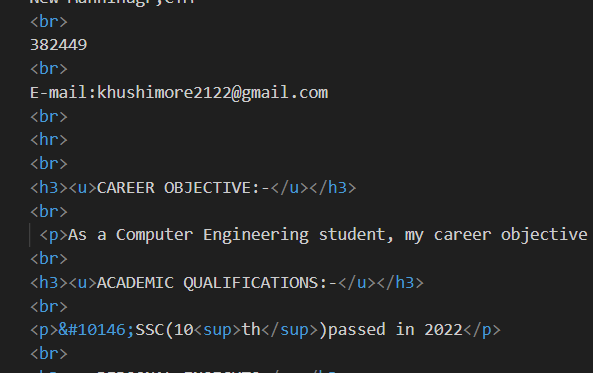 <br>
382449
<br>
E-mail:khushimore2122@gmail.com
<br>
<hr>
<br>
<h3><u>CAREER OBJECTIVE:-</u></h3>
<br>
<p>As a Computer Engineering student, my career objective
<br>
<h3><u>ACADEMIC QUALIFICATIONS:-</u></h3>
<br>
<p>&#10146;SSC(10<sup>th</sup>)passed in 2022</p>
<br>